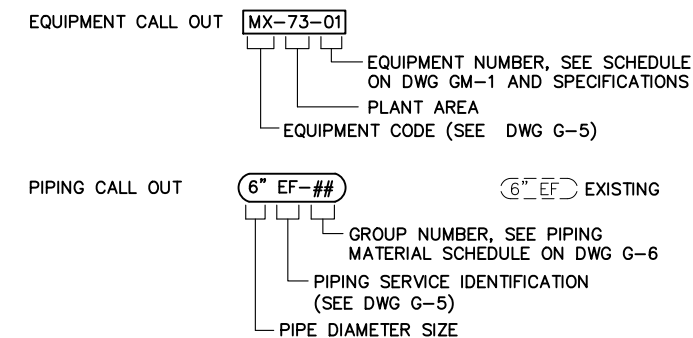 EQUIPMENT CALL OUT MX-73-01
EQUIPMENT NUMBER, SEE SCHEDULE
ON DWG GM-1 AND SPECIFICATIONS
PLANT AREA
EQUIPMENT CODE (SEE DWG G-5)
PIPING CALL OUT 6" EF-## 6" EF EXISTING
GROUP NUMBER, SEE PIPING
MATERIAL SCHEDULE ON DWG G-6
PIPING SERVICE IDENTIFICATION
(SEE DWG G-5)
PIPE DIAMETER SIZE